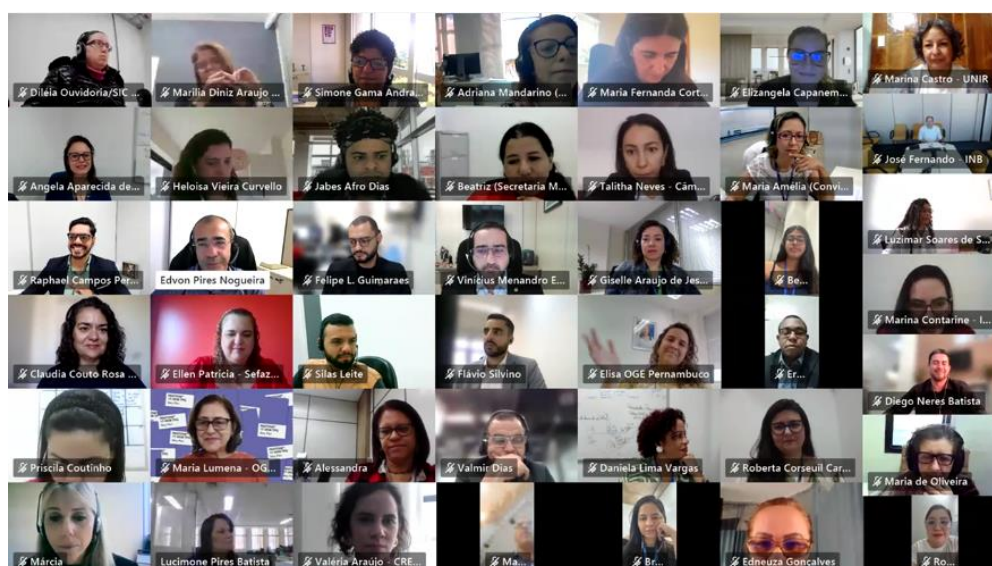 Diléia Ouvidoria/SIC ...
Marilia Diniz Araujo ...
Simone Gama Andra...
Adriana Mandarino (...
Maria Fernanda Cort...
Elizangela Capanem...
Marina Castro - UNIR
Angela Aparecida de...
Heloisa Vieira Curvello
Jabes Afro Dias
Beatriz (Secretaria M...
Talitha Neves - Câm...
Maria Amélia (Convi...
José Fernando - INB
Raphael Campos Per...
Edvon Pires Nogueira
Felipe L. Guimaraes
Vinícius Menandro E...
Giselle Araujo de Jes...
Be...
Luzimar Soares de S...
Claudia Couto Rosa ...
Ellen Patricia - Sefaz...
Silas Leite
Flávio Silvino
Elisa OGE Pernambuco
Er...
Marina Contarine - I...
Priscila Coutinho
Maria Lumena - OG...
Alessandra
Valmir Dias
Daniela Lima Vargas
Roberta Corseuil Car...
Diego Neres Batista
Maria de Oliveira
Márcia
Lucimone Pires Batista
Valéria Araújo - CRE...
Ma...
Br...
Edneuza Gonçalves
Ro...